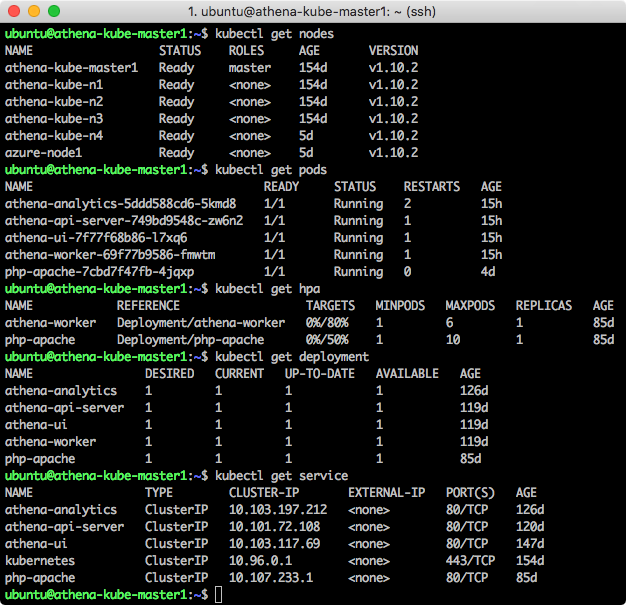 1. ubuntu@athena-kube-master1: ~ (ssh)
ubuntu@athena-kube-master1:~$ kubectl get nodes
NAME STATUS ROLES AGE VERSION
athena-kube-master1 Ready master 154d v1.10.2
athena-kube-n1 Ready <none> 154d v1.10.2
athena-kube-n2 Ready <none> 154d v1.10.2
athena-kube-n3 Ready <none> 154d v1.10.2
athena-kube-n4 Ready <none> 5d v1.10.2
azure-node1 Ready <none> 5d v1.10.2
ubuntu@athena-kube-master1:~$ kubectl get pods
NAME READY STATUS RESTARTS AGE
athena-analytics-5ddd588cd6-5kmd8 1/1 Running 2 15h
athena-api-server-749bd9548c-zw6n2 1/1 Running 1 15h
athena-ui-7f77f68b86-l7xq6 1/1 Running 1 15h
athena-worker-69f77b9586-fmwtm 1/1 Running 1 15h
php-apache-7cbd7f47fb-4jqxp 1/1 Running 0 4d
ubuntu@athena-kube-master1:~$ kubectl get hpa
NAME REFERENCE TARGETS MINPODS MAXPODS REPLICAS AGE
athena-worker Deployment/athena-worker 0%/80% 1 6 1 85d
php-apache Deployment/php-apache 0%/50% 1 10 1 85d
ubuntu@athena-kube-master1:~$ kubectl get deployment
NAME DESIRED CURRENT UP-TO-DATE AVAILABLE AGE
athena-analytics 1 1 1 1 126d
athena-api-server 1 1 1 1 119d
athena-ui 1 1 1 1 119d
athena-worker 1 1 1 1 119d
php-apache 1 1 1 1 85d
ubuntu@athena-kube-master1:~$ kubectl get service
NAME TYPE CLUSTER-IP EXTERNAL-IP PORT(S) AGE
athena-analytics ClusterIP 10.103.197.212 <none> 80/TCP 126d
athena-api-server ClusterIP 10.101.72.108 <none> 80/TCP 120d
athena-ui ClusterIP 10.103.117.69 <none> 80/TCP 147d
kubernetes ClusterIP 10.96.0.1 <none> 443/TCP 154d
php-apache ClusterIP 10.107.233.1 <none> 80/TCP 85d
ubuntu@athena-kube-master1:~$